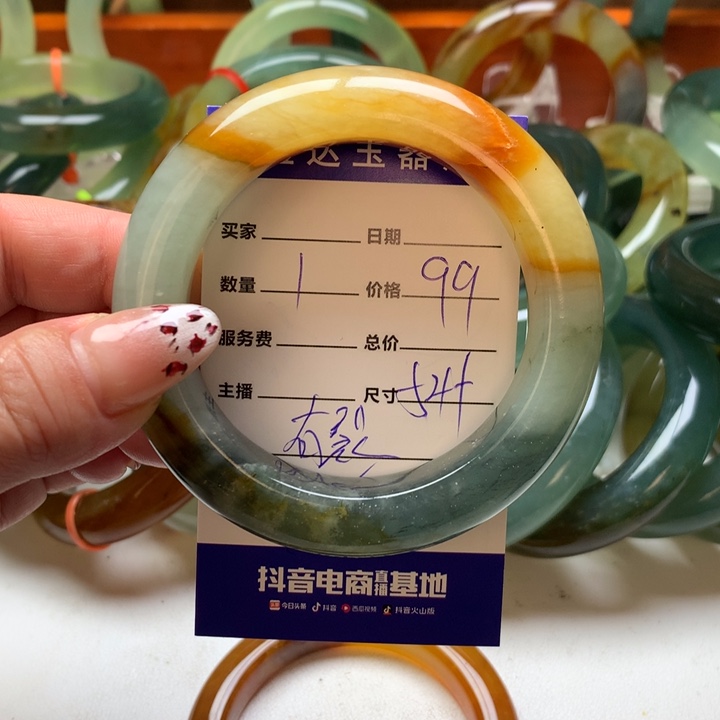 达玉器
买家 日期
数量 1 价格 99
服务费 总价
主播 尺寸 54
有裂
抖音电商直播基地
今日头条 抖音 西瓜视频 抖音火山版